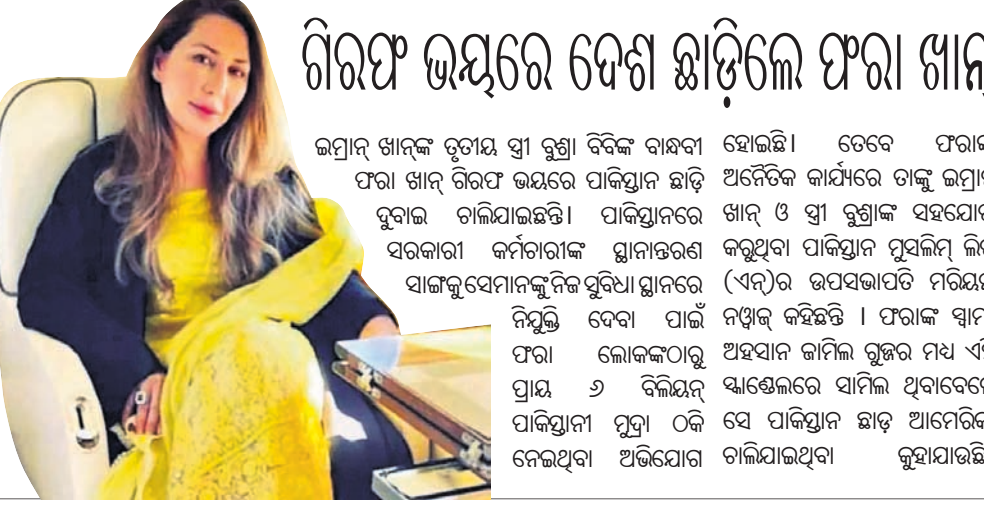 ଗିରଫ ଭୟରେ ଦେଶ ଛାଡ଼ିଲେ ଫରା ଖାନ୍
ଇମ୍ରାନ୍ ଖାନ୍‌ଙ୍କ ତୃତୀୟ ସ୍ତ୍ରୀ ବୁଶ୍ରା ବିବିଙ୍କ ବାନ୍ଧବୀ
ଫରା ଖାନ୍ ଗିରଫ ଭୟରେ ପାକିସ୍ତାନ ଛାଡ଼ି
ଦୁବାଇ ଚାଲିଯାଇଛନ୍ତି। ପାକିସ୍ତାନରେ
ସରକାରୀ କର୍ମଚାରୀଙ୍କ ସ୍ଥାନାନ୍ତରଣ
ସାଙ୍ଗକୁ ସେମାନଙ୍କୁ ନିଜ ସୁବିଧା ସ୍ଥାନରେ
ନିଯୁକ୍ତି ଦେବା ପାଇଁ
ଫରା ଲୋକଙ୍କଠାରୁ
ପ୍ରାୟ ୬ ବିଲିୟନ୍
ପାକିସ୍ତାନୀ ମୁଦ୍ରା ଠକି
ନେଇଥିବା ଅଭିଯୋଗ
ହୋଇଛି। ତେବେ
ଅନୈତିକ କାର୍ଯ୍ୟରେ ତାଙ୍କୁ
ଖାନ୍ ଓ ସ୍ତ୍ରୀ ବୁଶ୍ରାଙ୍କ
କରୁଥିବା ପାକିସ୍ତାନ ମୁସଲିମ୍
(ଏନ୍)ର ଉପସଭାପତି
ନୱାଜ୍ କହିଛନ୍ତି । ଫରାଙ୍କ
ଅହସାନ ଜାମିଲ ଗୁଜ୍ଜର ମଧ୍ୟ
ସ୍କାଣ୍ଡେଲରେ ସାମିଲ
ସେ ପାକିସ୍ତାନ ଛାଡ଼
ଚାଲିଯାଇଥିବା